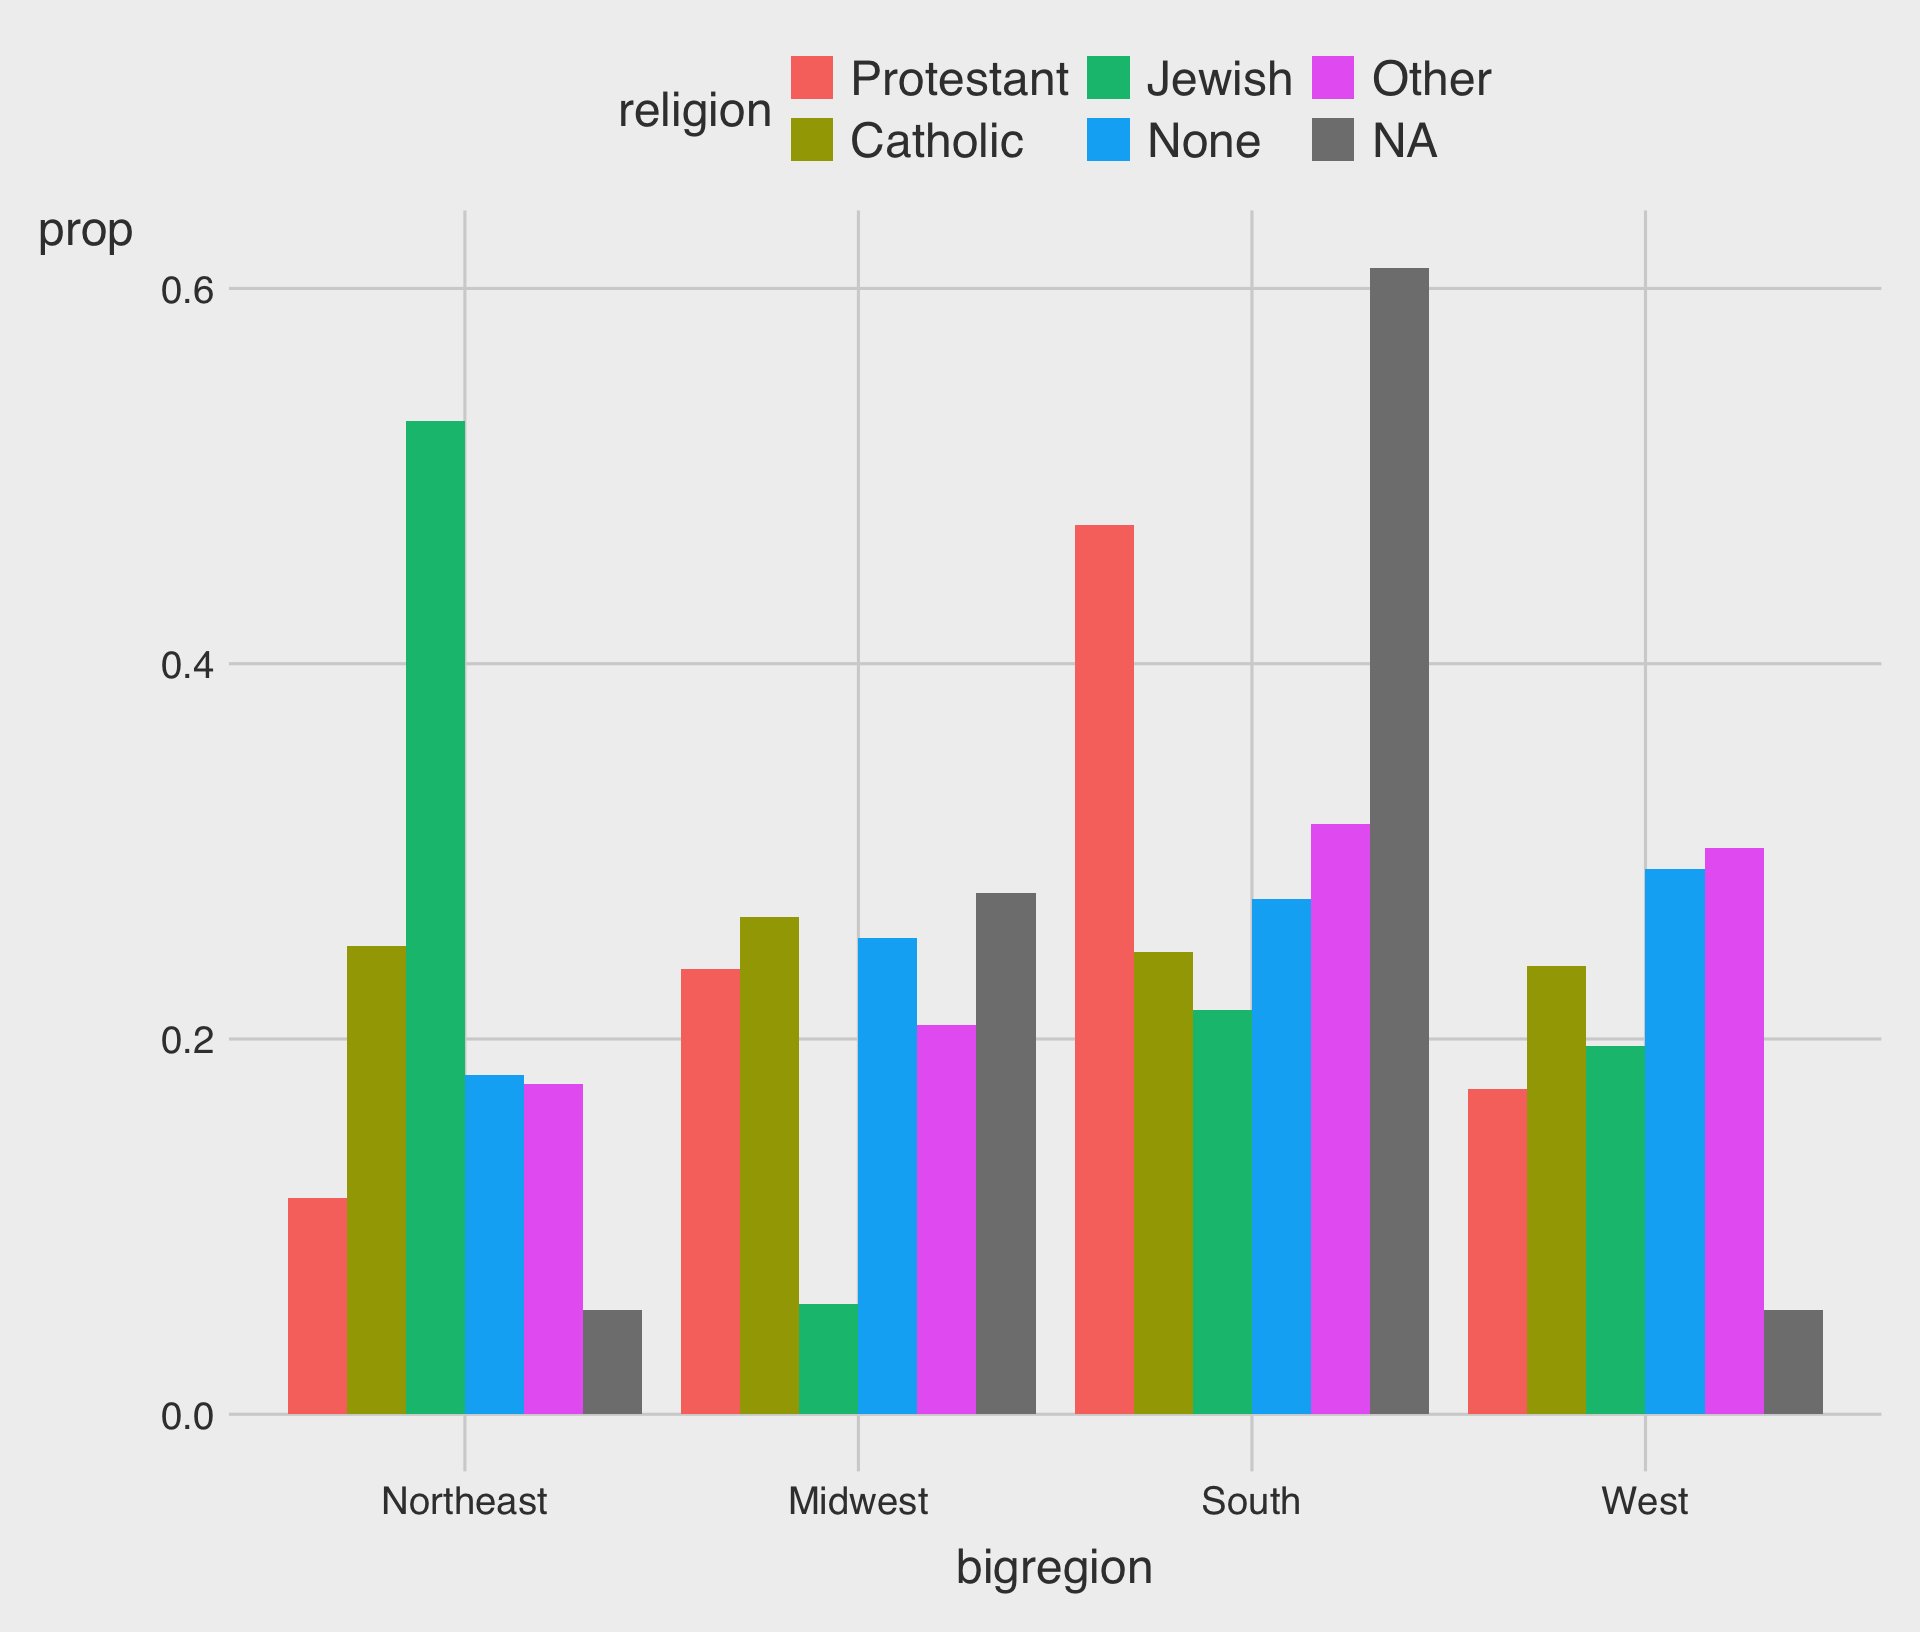 religion
Protestant Jewish Other
Catholic None NA
prop
0.6
0.4
0.2
0.0
Northeast Midwest South West
bigregion